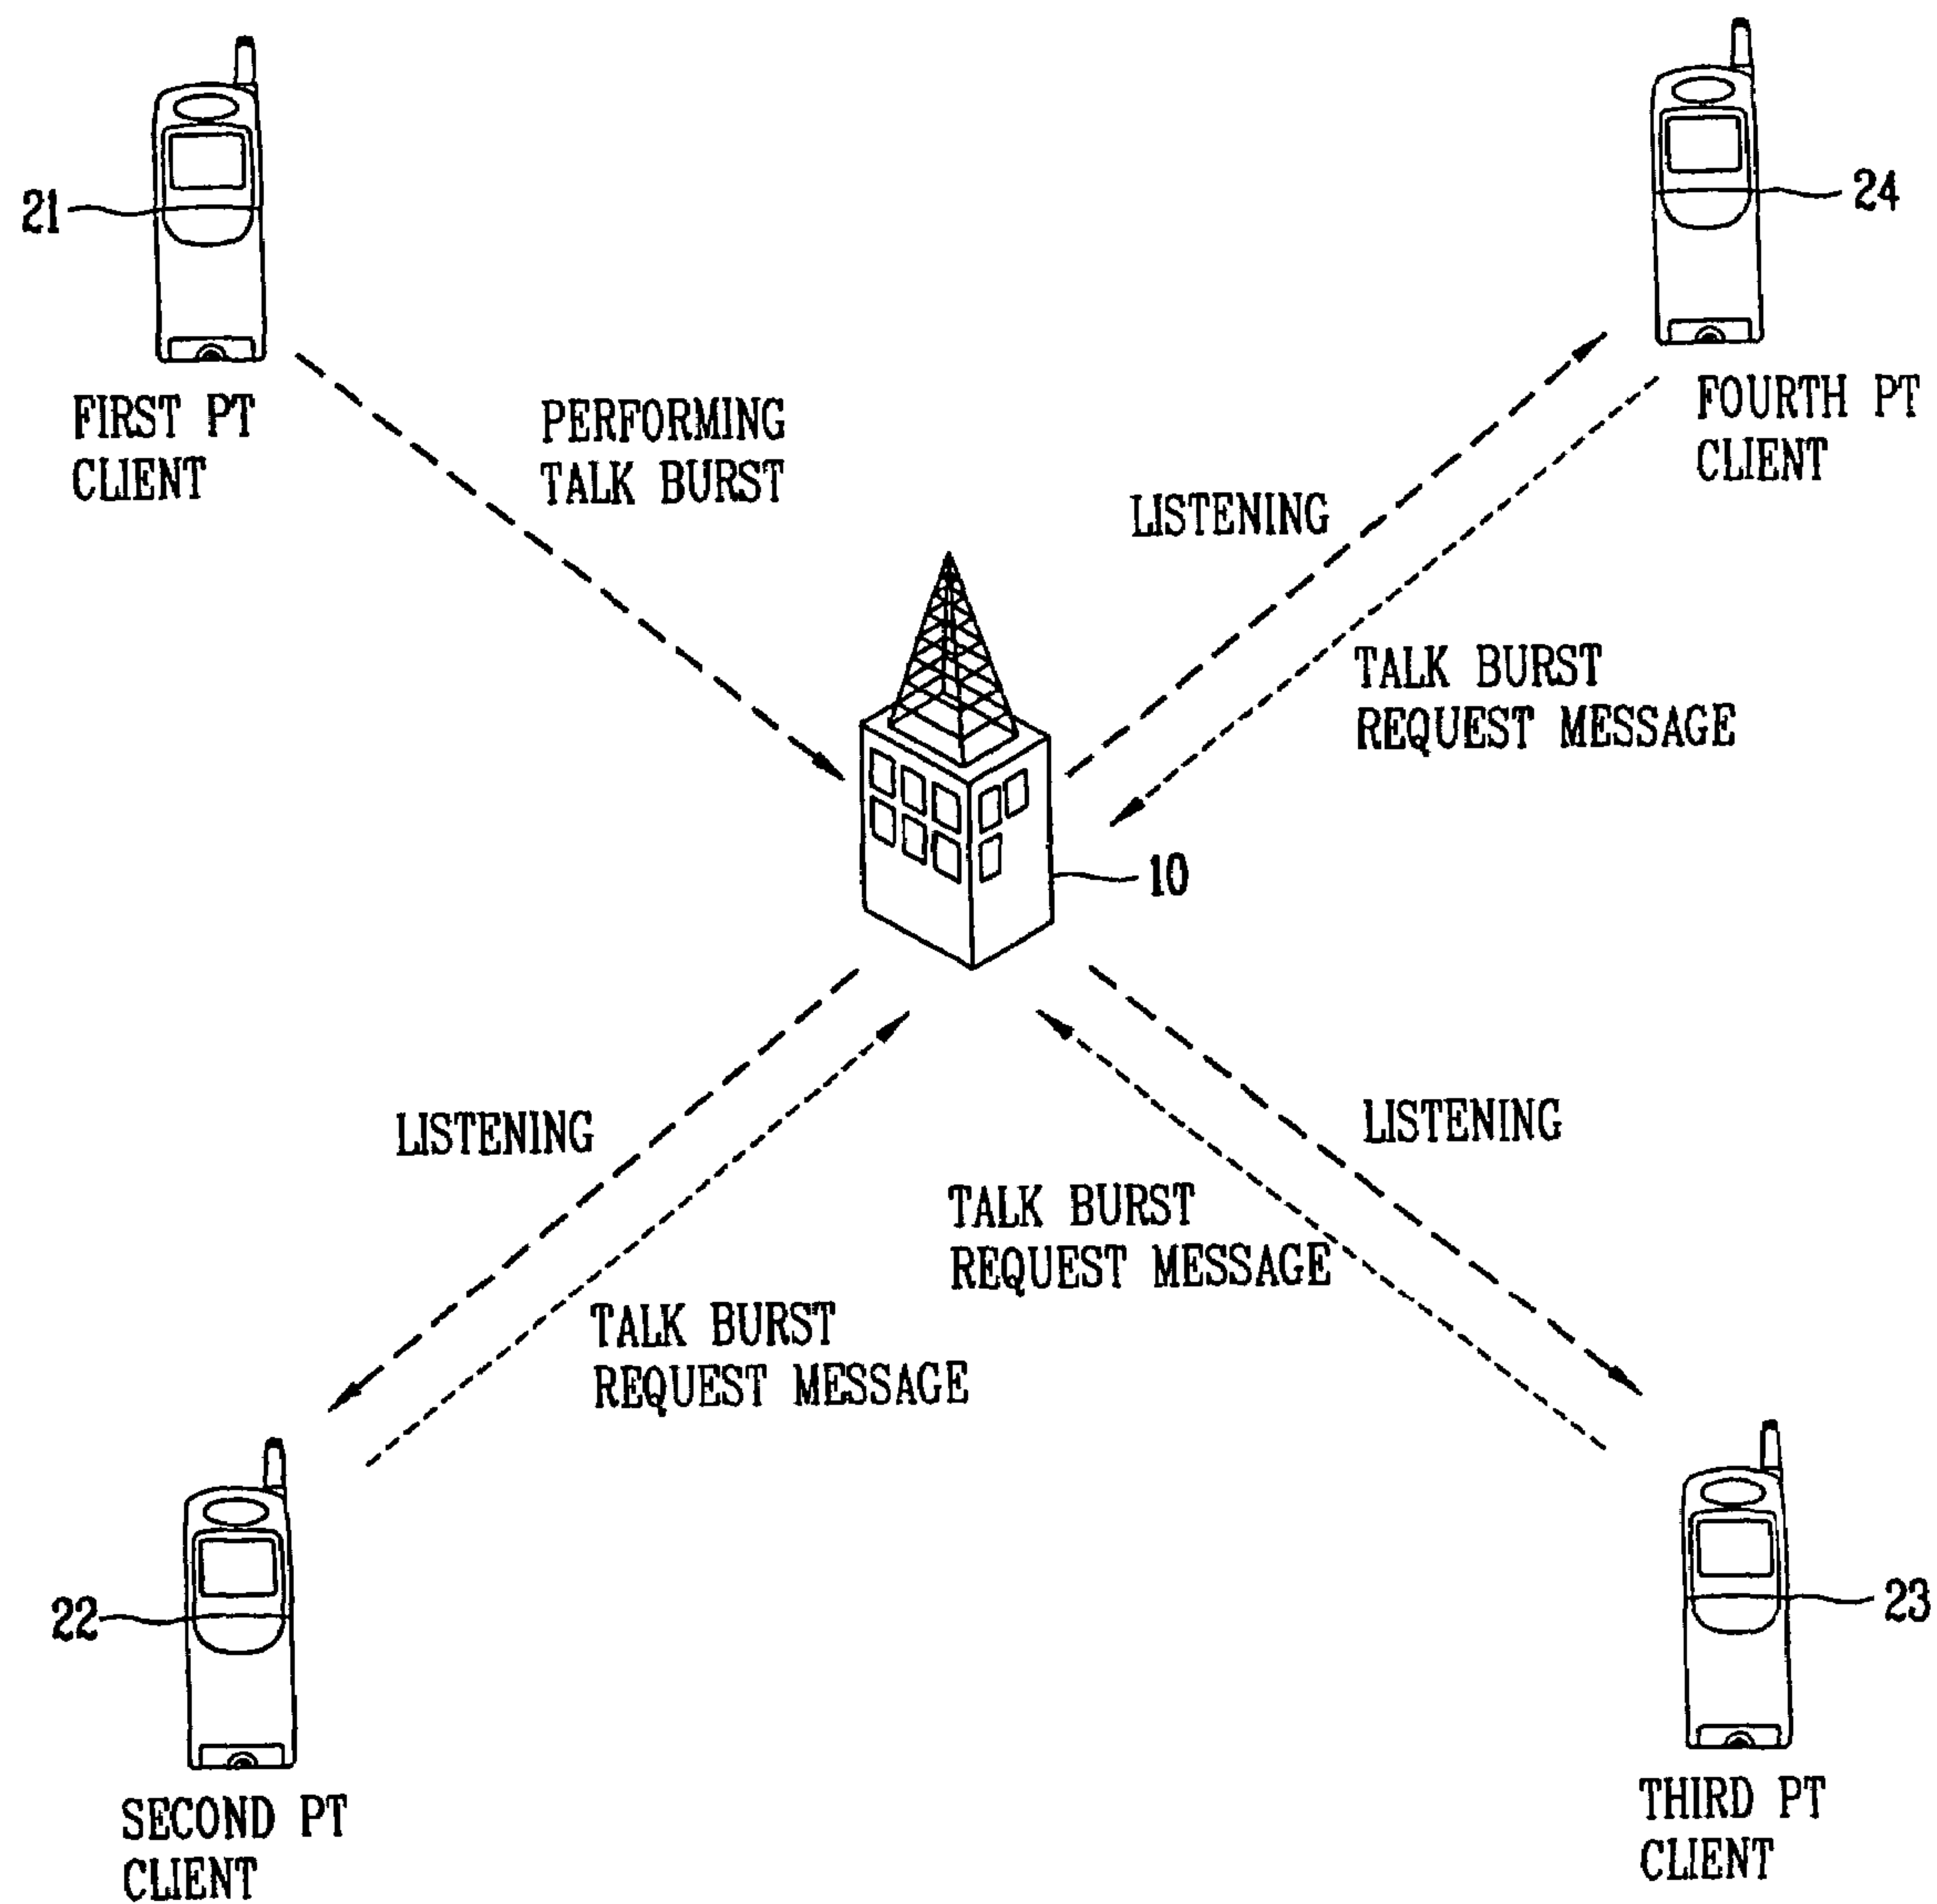 21
FIRST PT
CLIENT
PERFORMING
TALK BURST
24
FOURTH PT
CLIENT
LISTENING
TALK BURST
REQUEST MESSAGE
10
LISTENING
TALK BURST
REQUEST MESSAGE
LISTENING
TALK BURST
REQUEST MESSAGE
22
SECOND PT
CLIENT
23
THIRD PT
CLIENT